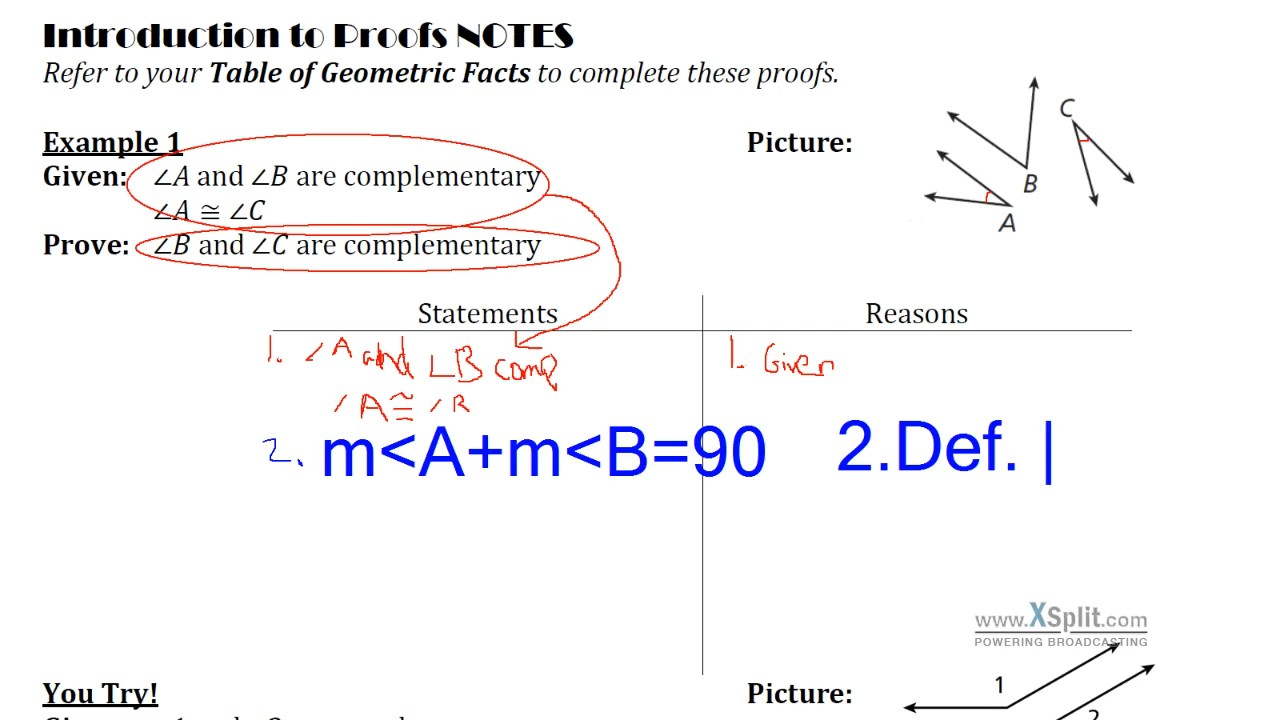 Introduction to Proofs NOTES
Refer to your Table of Geometric Facts to complete these proofs.
Example 1
Given: ∠A and ∠B are complementary
∠A ≅ ∠C
Prove: ∠B and ∠C are complementary
Picture:
C
B
A
Statements Reasons
1. ∠A and ∠B comp 1. Given
∠A ≅ ∠B
2. m<A+m<B=90 2.Def.
www.XSplit.com
POWERING BROADCASTING
You Try!
Picture:
1
2